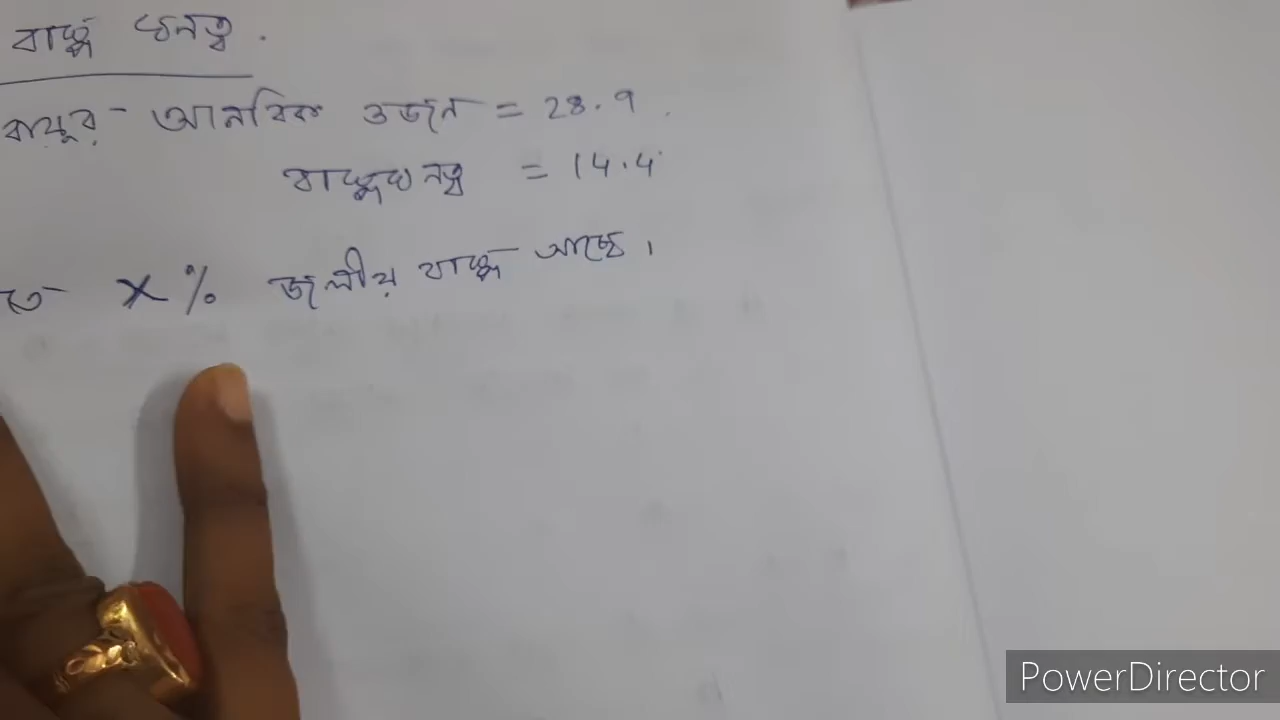 বাষ্প ঘনত্ব.
বায়ুর আনবিক ওজন = 28.9.
বাষ্পঘনত্ব = 14.4
তে X% জলীয় বাষ্প আছে।
PowerDirector